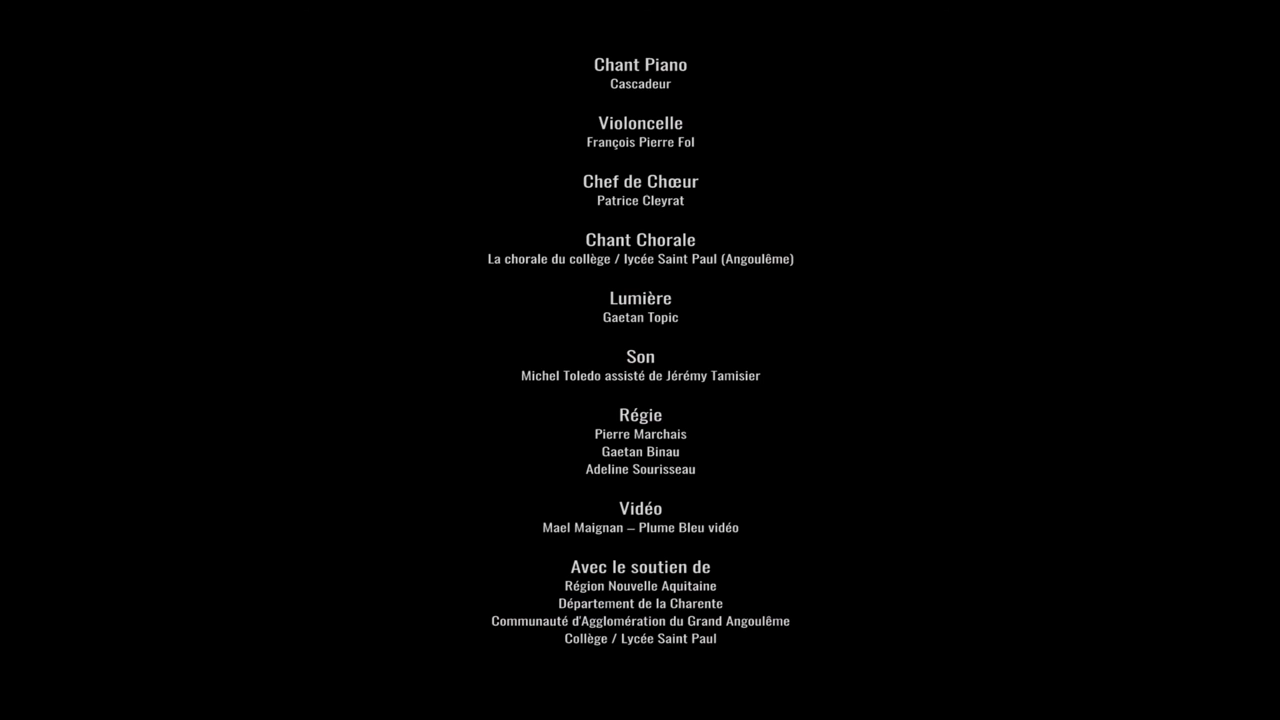 Chant Piano
Cascadeur
Violoncelle
François Pierre Fol
Chef de Chœur
Patrice Cleyrat
Chant Chorale
La chorale du collège / lycée Saint Paul (Angoulême)
Lumière
Gaetan Topic
Son
Michel Toledo assisté de Jérémy Tamisier
Régie
Pierre Marchais
Gaetan Binau
Adeline Sourisseau
Vidéo
Mael Maignan – Plume Bleu vidéo
Avec le soutien de
Région Nouvelle Aquitaine
Département de la Charente
Communauté d'Agglomération du Grand Angoulême
Collège / Lycée Saint Paul